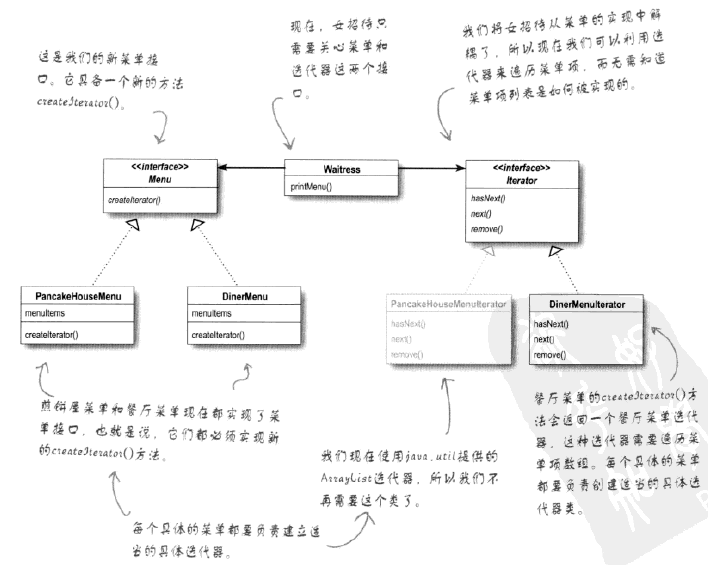 这是我们的新菜单接
口。它具备一个新的方法
createIterator()。
现在，女招待只
需要关心菜单和
迭代器这两个接
口。
我们将女招待从菜单的实现中解
耦了，所以现在我们可以利用迭
代器来遍历菜单项，而无需知道
菜单项列表是如何被实现的。
<<interface>>
Menu
createIterator()
Waitress
printMenu()
<<interface>>
Iterator
hasNext()
next()
remove()
PancakeHouseMenu
menuItems
createIterator()
DinerMenu
menuItems
createIterator()
PancakeHouseMenuIterator
hasNext()
next()
remove()
DinerMenuIterator
hasNext()
next()
remove()
煎饼屋菜单和餐厅菜单现在都实现了菜
单接口，也就是说，它们都必须实现新
的createIterator()方法。
我们现在使用java.util提供的
ArrayList迭代器，所以我们不
再需要这个类了。
餐厅菜单的createIterator()方
法会返回一个餐厅菜单迭代
器，这种迭代器需要遍历菜
单项数组。每个具体的菜单
都要负责创建适当的具体迭
代器类。
每个具体的菜单都要负责建立适
当的具体迭代器。